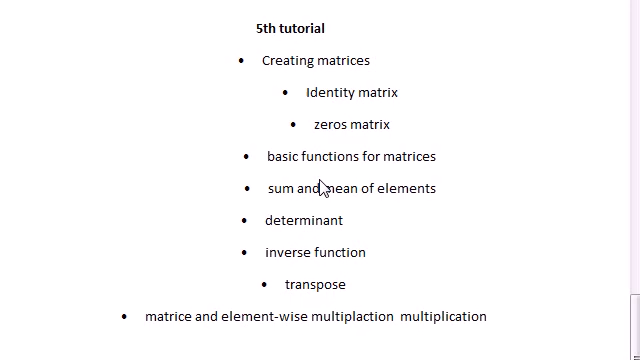 5th tutorial
• Creating matrices
• Identity matrix
• zeros matrix
• basic functions for matrices
• sum and mean of elements
• determinant
• inverse function
• transpose
• matrice and element-wise multiplaction multiplication